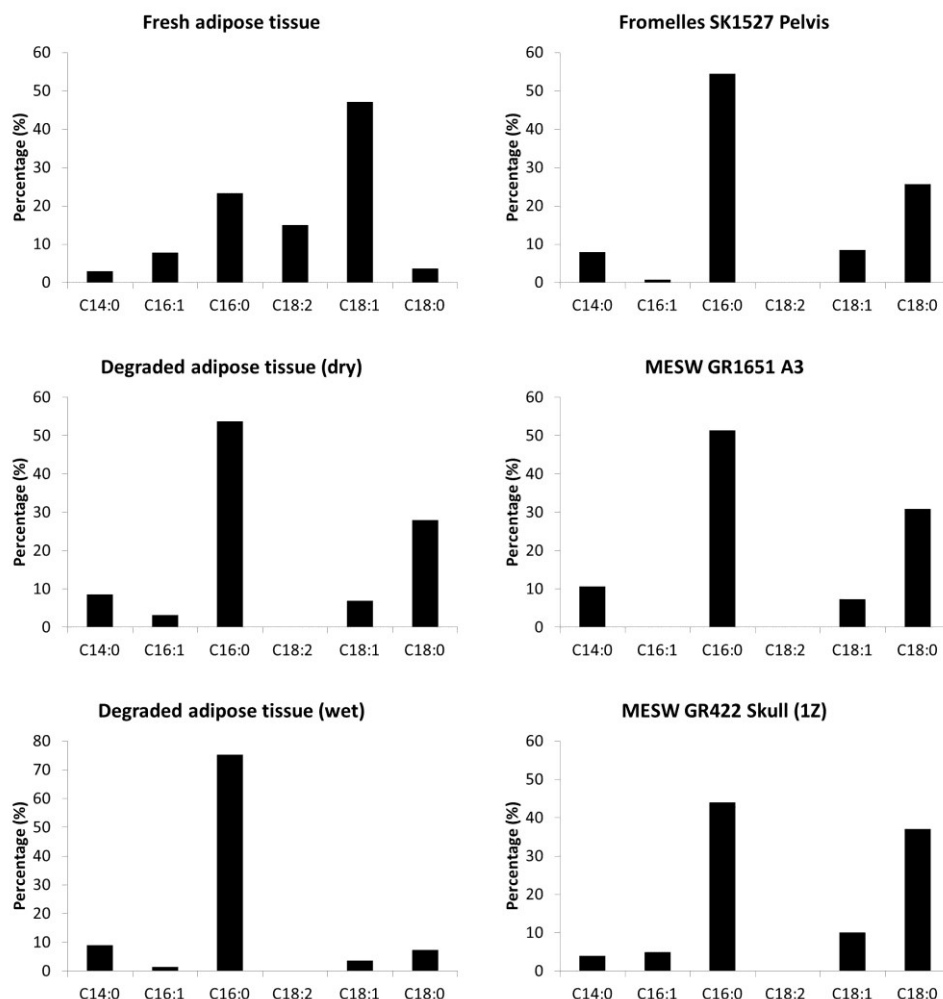 Fresh adipose tissue
Percentage (%)
60
50
40
30
20
10
0
C14:0 C16:1 C16:0 C18:2 C18:1 C18:0
Fromelles SK1527 Pelvis
Percentage (%)
60
50
40
30
20
10
0
C14:0 C16:1 C16:0 C18:2 C18:1 C18:0
Degraded adipose tissue (dry)
Percentage (%)
60
50
40
30
20
10
0
C14:0 C16:1 C16:0 C18:2 C18:1 C18:0
MESW GR1651 A3
Percentage (%)
60
50
40
30
20
10
0
C14:0 C16:1 C16:0 C18:2 C18:1 C18:0
Degraded adipose tissue (wet)
Percentage (%)
80
70
60
50
40
30
20
10
0
C14:0 C16:1 C16:0 C18:2 C18:1 C18:0
MESW GR422 Skull (1Z)
Percentage (%)
60
50
40
30
20
10
0
C14:0 C16:1 C16:0 C18:2 C18:1 C18:0